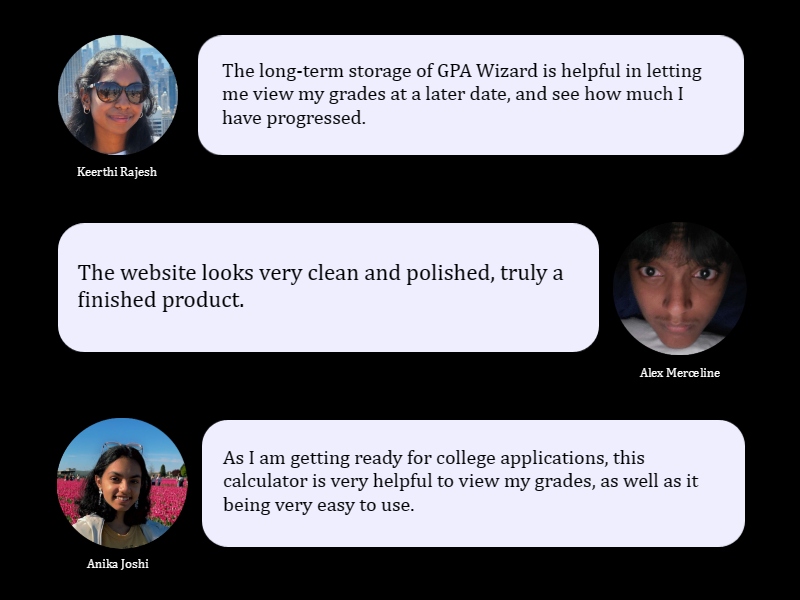 The long-term storage of GPA Wizard is helpful in letting
me view my grades at a later date, and see how much I
have progressed.
Keerthi Rajesh
The website looks very clean and polished, truly a
finished product.
Alex Merceline
As I am getting ready for college applications, this
calculator is very helpful to view my grades, as well as it
being very easy to use.
Anika Joshi